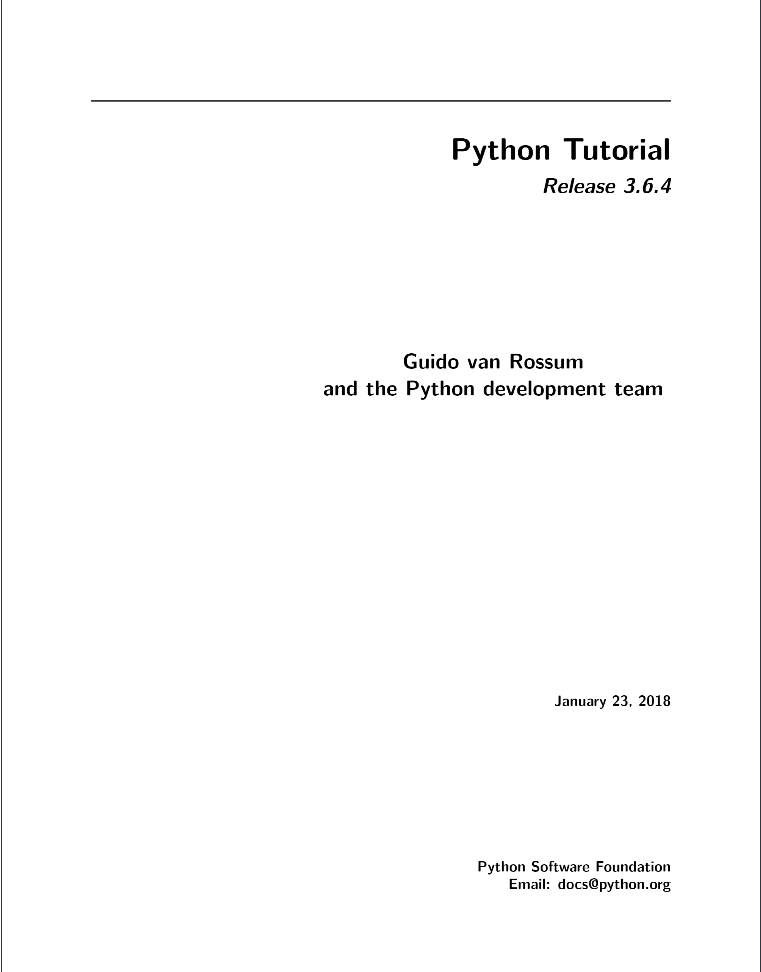 Python Tutorial
Release 3.6.4
Guido van Rossum
and the Python development team
January 23, 2018
Python Software Foundation
Email: docs@python.org